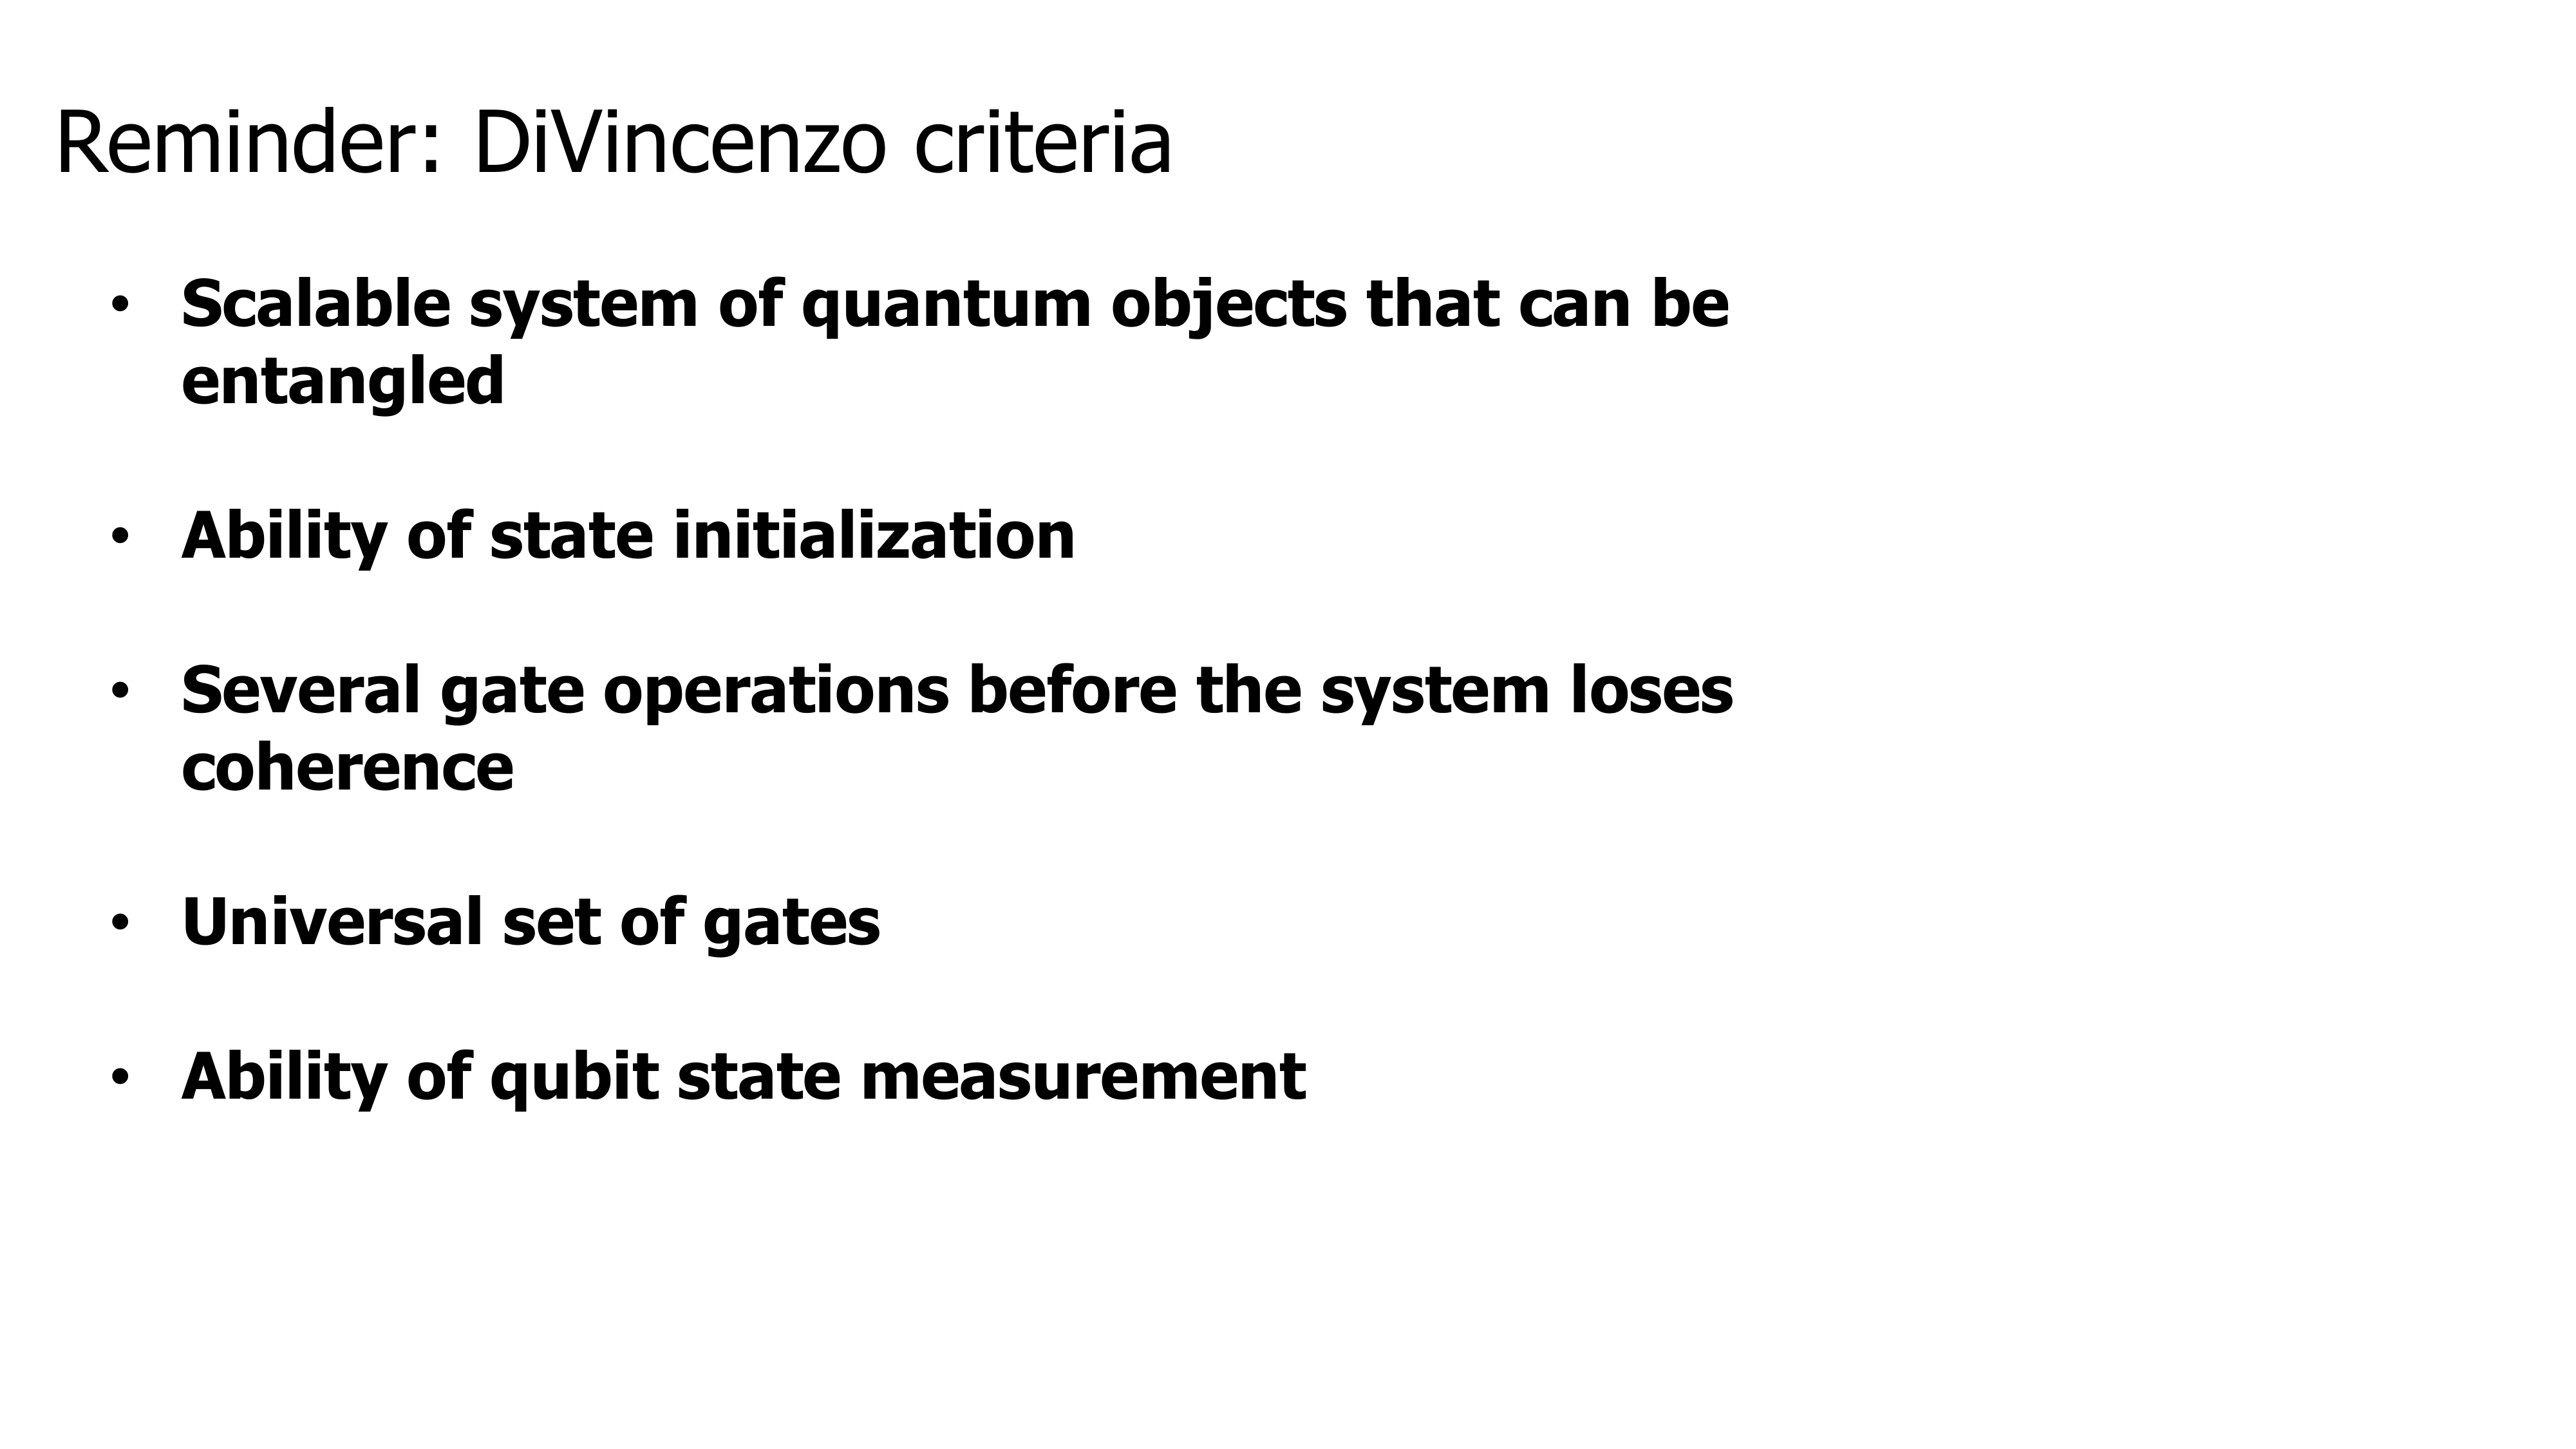 Reminder: DiVincenzo criteria
• Scalable system of quantum objects that can be
entangled
• Ability of state initialization
• Several gate operations before the system loses
coherence
• Universal set of gates
• Ability of qubit state measurement